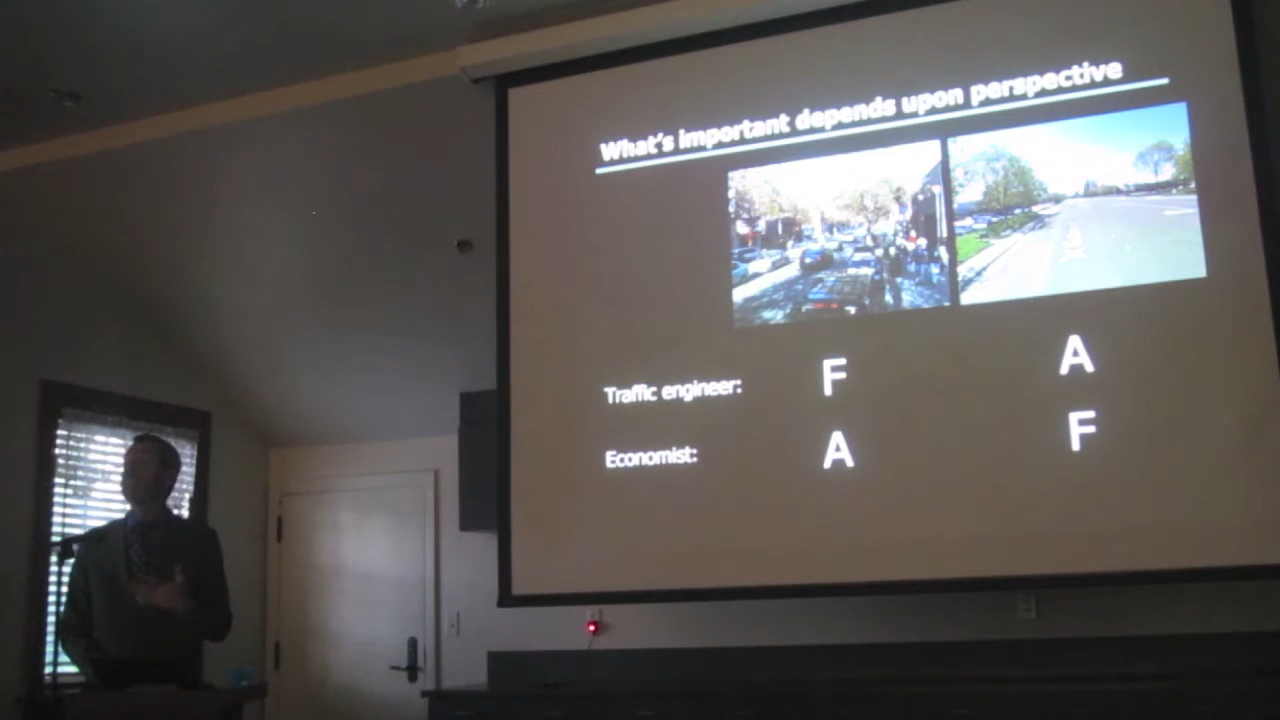 What's important depends upon perspective
Traffic engineer: F A
Economist: A F